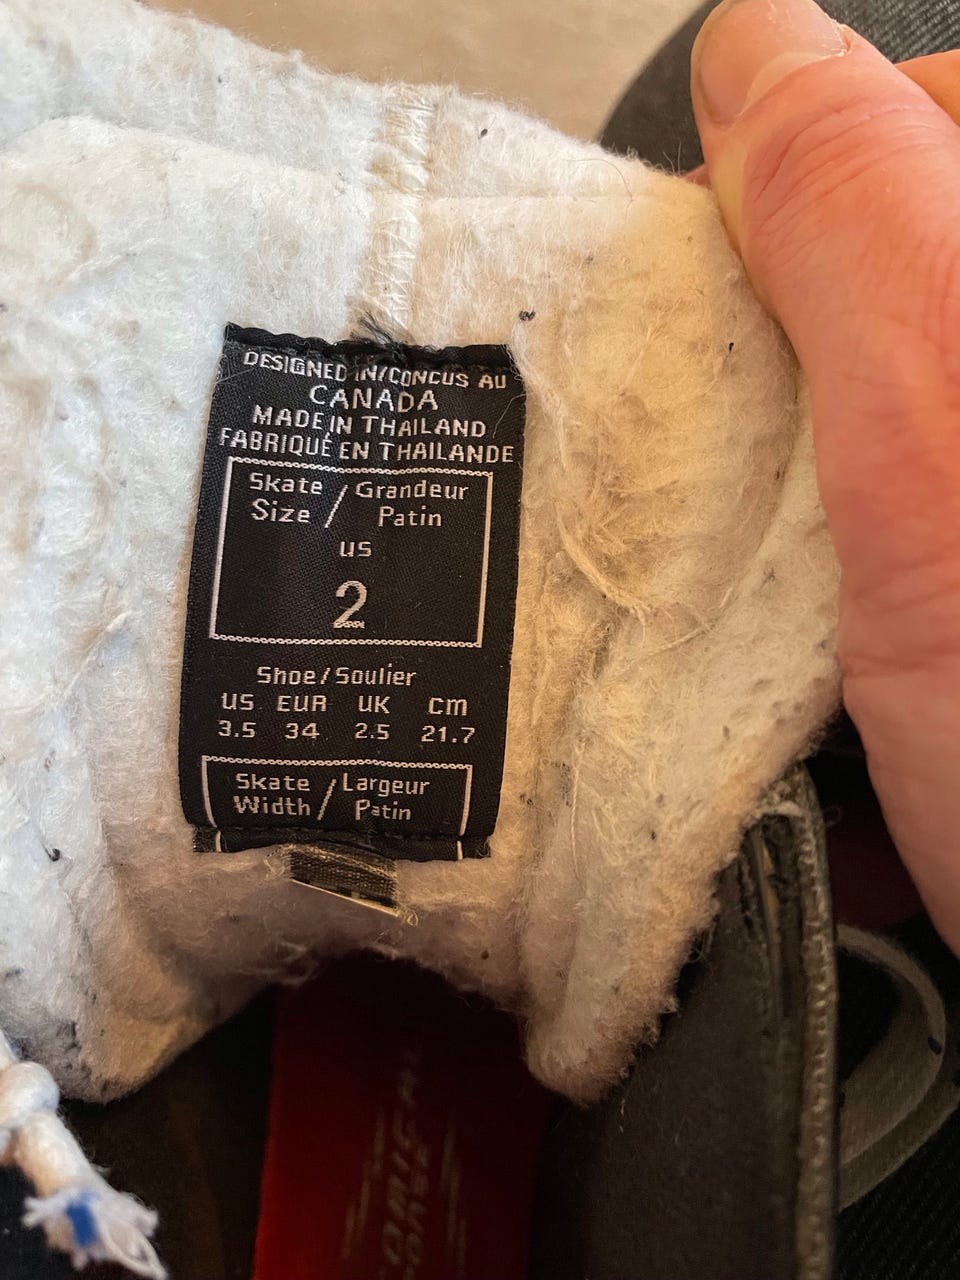 DESIGNED IN/CONCUS AU
CANADA
MADE IN THAILAND
FABRIQUÉ EN THAILANDE
Skate Size / Grandeur Patin
US
2
Shoe/Soulier
US EUR UK cm
3.5 34 2.5 21.7
Skate Width / Largeur Patin